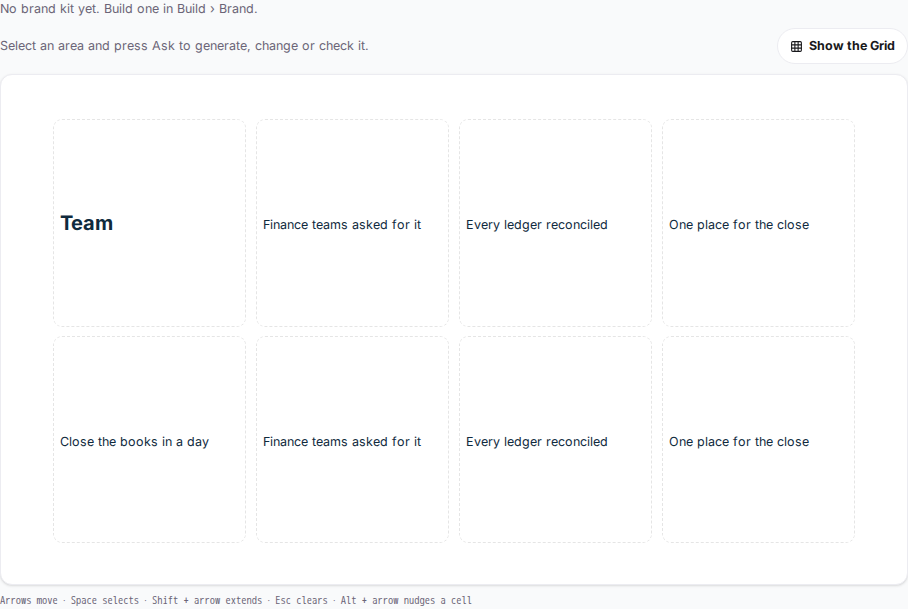 No brand kit yet. Build one in Build › Brand.
Select an area and press Ask to generate, change or check it.
Show the Grid
Team
Finance teams asked for it
Every ledger reconciled
One place for the close
Close the books in a day
Finance teams asked for it
Every ledger reconciled
One place for the close
Arrows move · Space selects · Shift + arrow extends · Esc clears · Alt + arrow nudges a cell